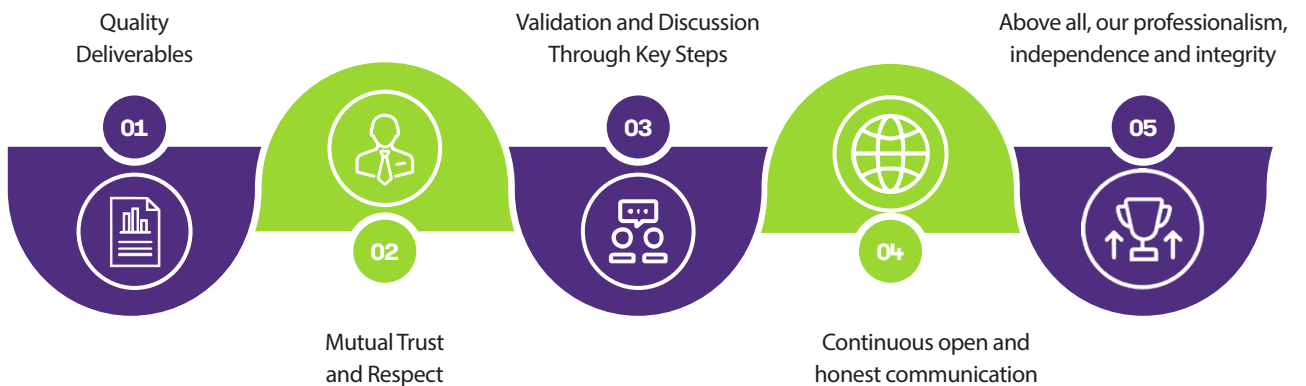 Quality
Deliverables
01
02
Mutual Trust
and Respect
Validation and Discussion
Through Key Steps
03
04
Continuous open and
honest communication
Above all, our professionalism,
independence and integrity
05